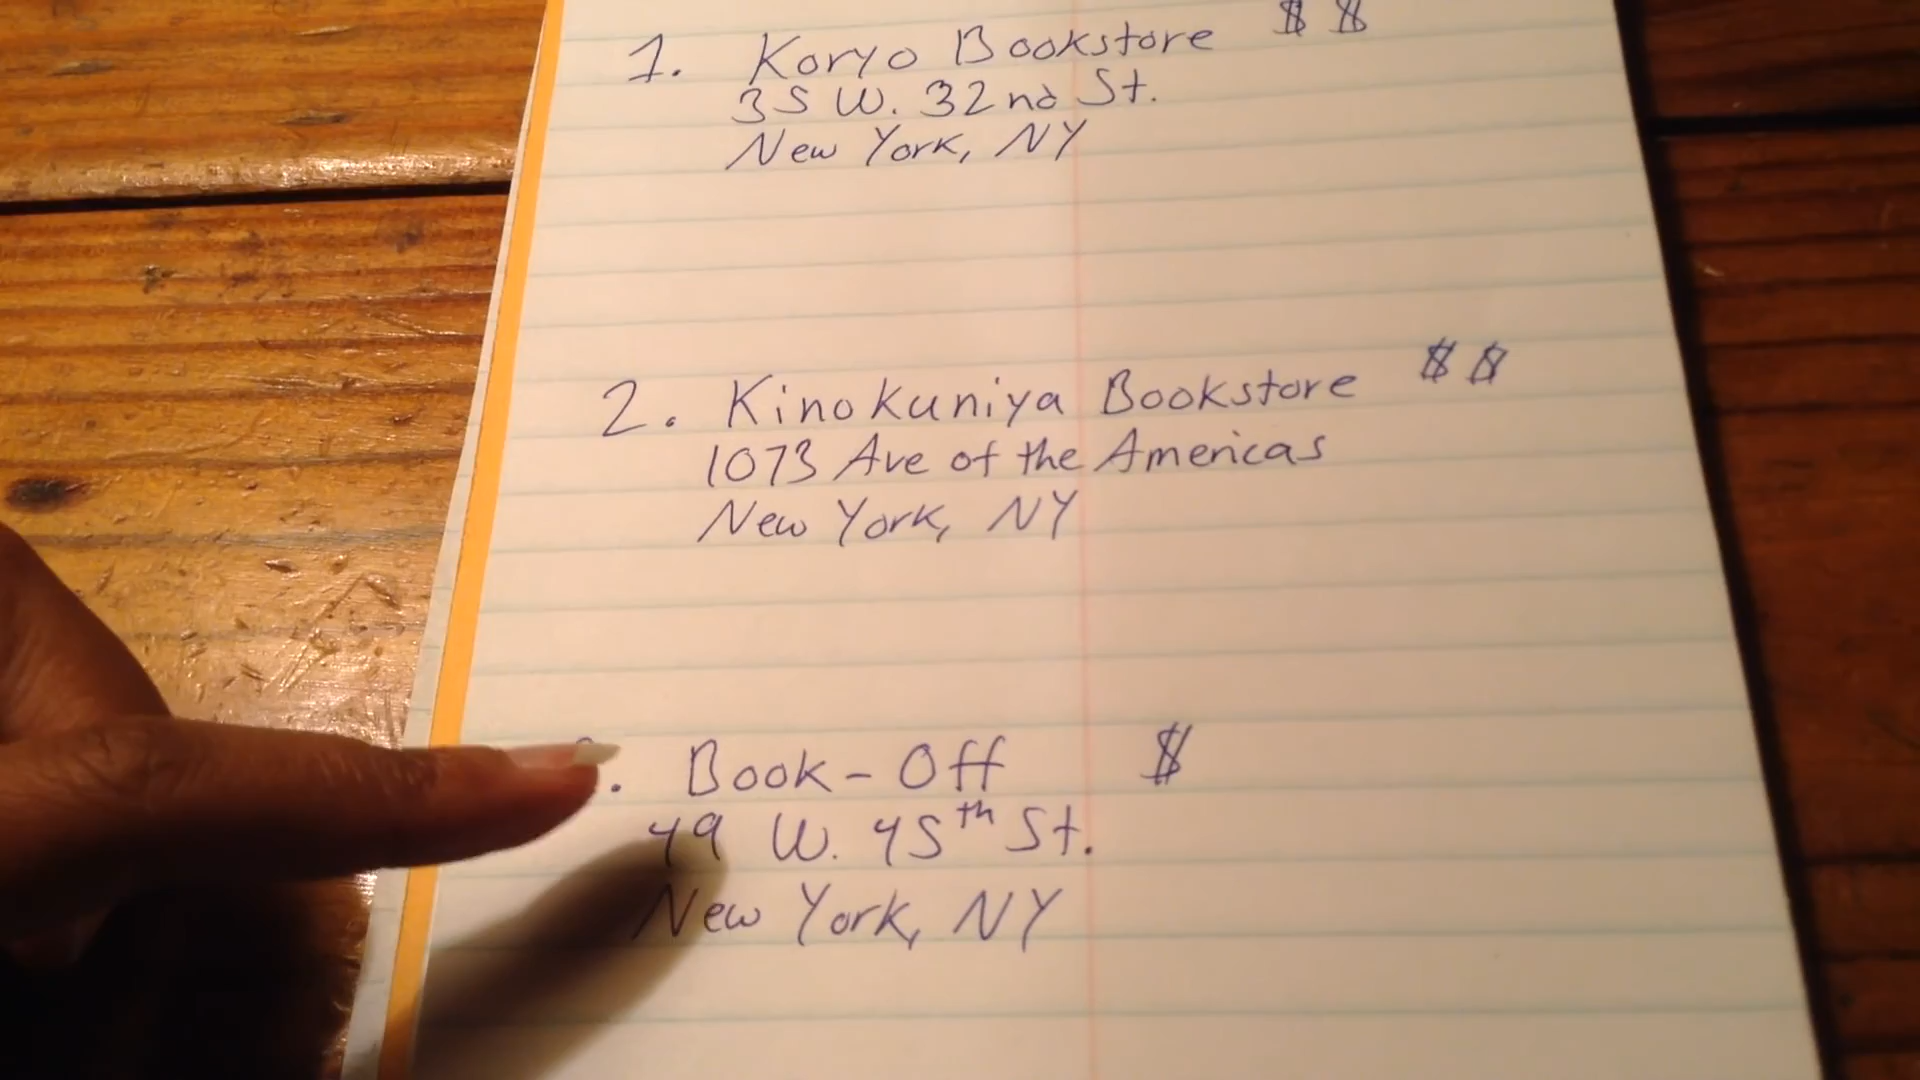 1. Koryo Bookstore $ $
35 W. 32nd St.
New York, NY
2. Kinokuniya Bookstore $ $
1073 Ave of the Americas
New York, NY
. Book-Off $
49 W. 45th St.
New York, NY